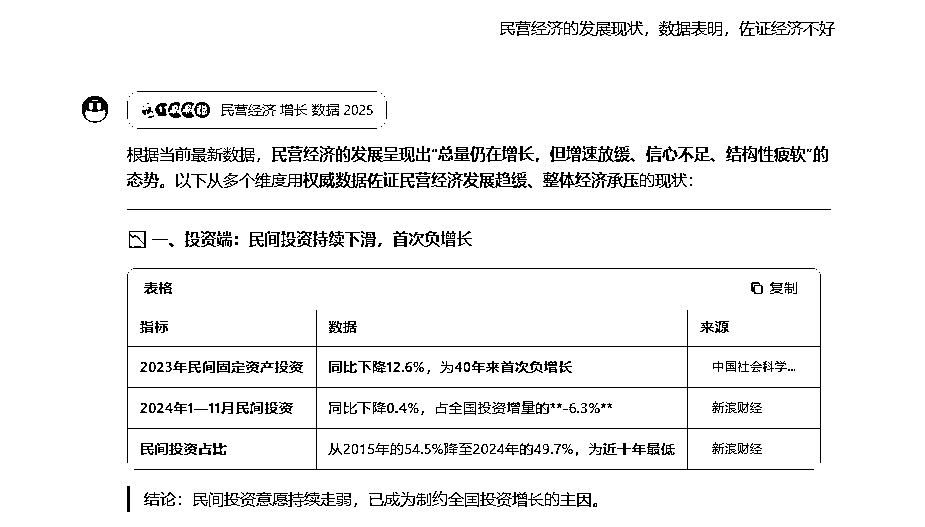 民营经济的发展现状，数据表明，佐证经济不好
民营经济 增长 数据 2025
根据当前最新数据，民营经济的发展呈现出“总量仍在增长，但增速放缓、信心不足、结构性疲软”的
态势。以下从多个维度用权威数据佐证民营经济发展趋缓、整体经济承压的现状：
一、投资端：民间投资持续下滑，首次负增长
表格 复制
指标 数据 来源
2023年民间固定资产投资 同比下降12.6%，为40年来首次负增长 中国社会科学...
2024年1—11月民间投资 同比下降0.4%，占全国投资增量的**-6.3%** 新浪财经
民间投资占比 从2015年的54.5%降至2024年的49.7%，为近十年最低 新浪财经
结论：民间投资意愿持续走弱，已成为制约全国投资增长的主因。